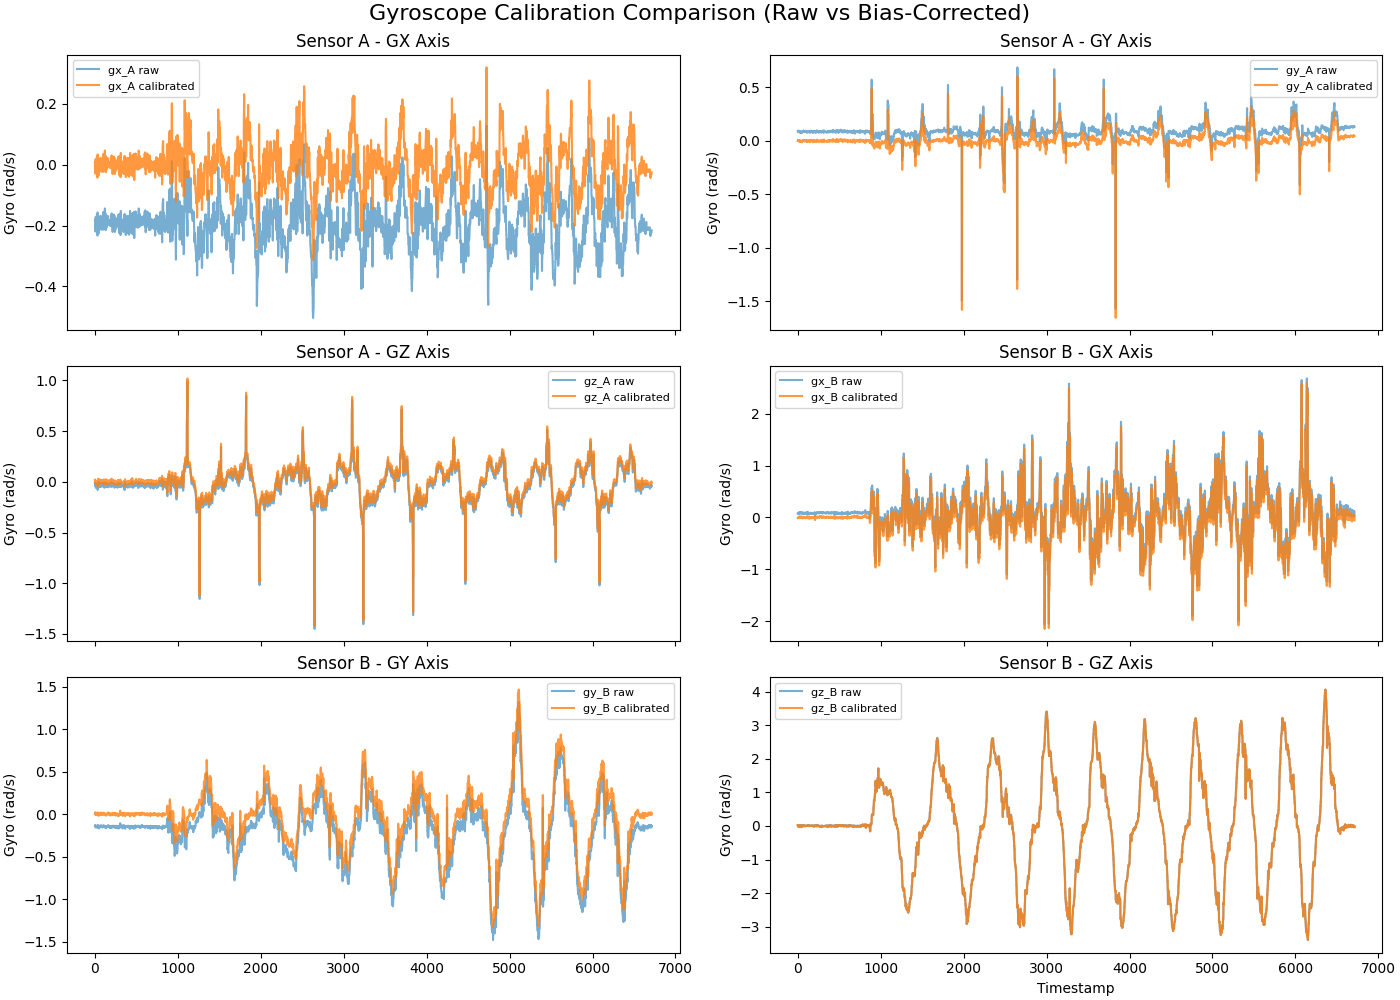 Gyroscope Calibration Comparison (Raw vs Bias-Corrected)
Sensor A - GX Axis
gx_A raw
gx_A calibrated
Gyro (rad/s)
0.2
0.0
−0.2
−0.4
Sensor A - GY Axis
gy_A raw
gy_A calibrated
Gyro (rad/s)
0.5
0.0
−0.5
−1.0
−1.5
Sensor A - GZ Axis
gz_A raw
gz_A calibrated
Gyro (rad/s)
1.0
0.5
0.0
−0.5
−1.0
−1.5
Sensor B - GX Axis
gx_B raw
gx_B calibrated
Gyro (rad/s)
2
1
0
−1
−2
Sensor B - GY Axis
gy_B raw
gy_B calibrated
Gyro (rad/s)
1.5
1.0
0.5
0.0
−0.5
−1.0
−1.5
0 1000 2000 3000 4000 5000 6000 7000
Sensor B - GZ Axis
gz_B raw
gz_B calibrated
Gyro (rad/s)
4
3
2
1
0
−1
−2
−3
0 1000 2000 3000 4000 5000 6000 7000
Timestamp